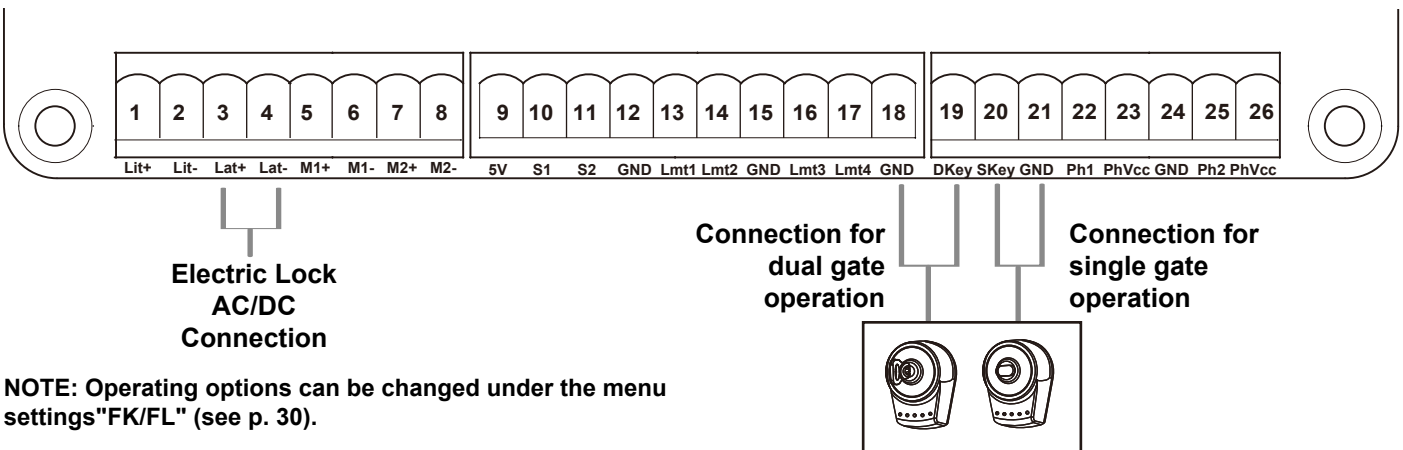 1 2 3 4 5 6 7 8 9 10 11 12 13 14 15 16 17 18 19 20 21 22 23 24 25 26
Lit+ Lit- Lat+ Lat- M1+ M1- M2+ M2- 5V S1 S2 GND Lmt1 Lmt2 GND Lmt3 Lmt4 GND DKey SKey GND Ph1 PhVcc GND Ph2 PhVcc
Electric Lock
AC/DC
Connection
Connection for
dual gate
operation
Connection for
single gate
operation
NOTE: Operating options can be changed under the menu
settings"FK/FL" (see p. 30).